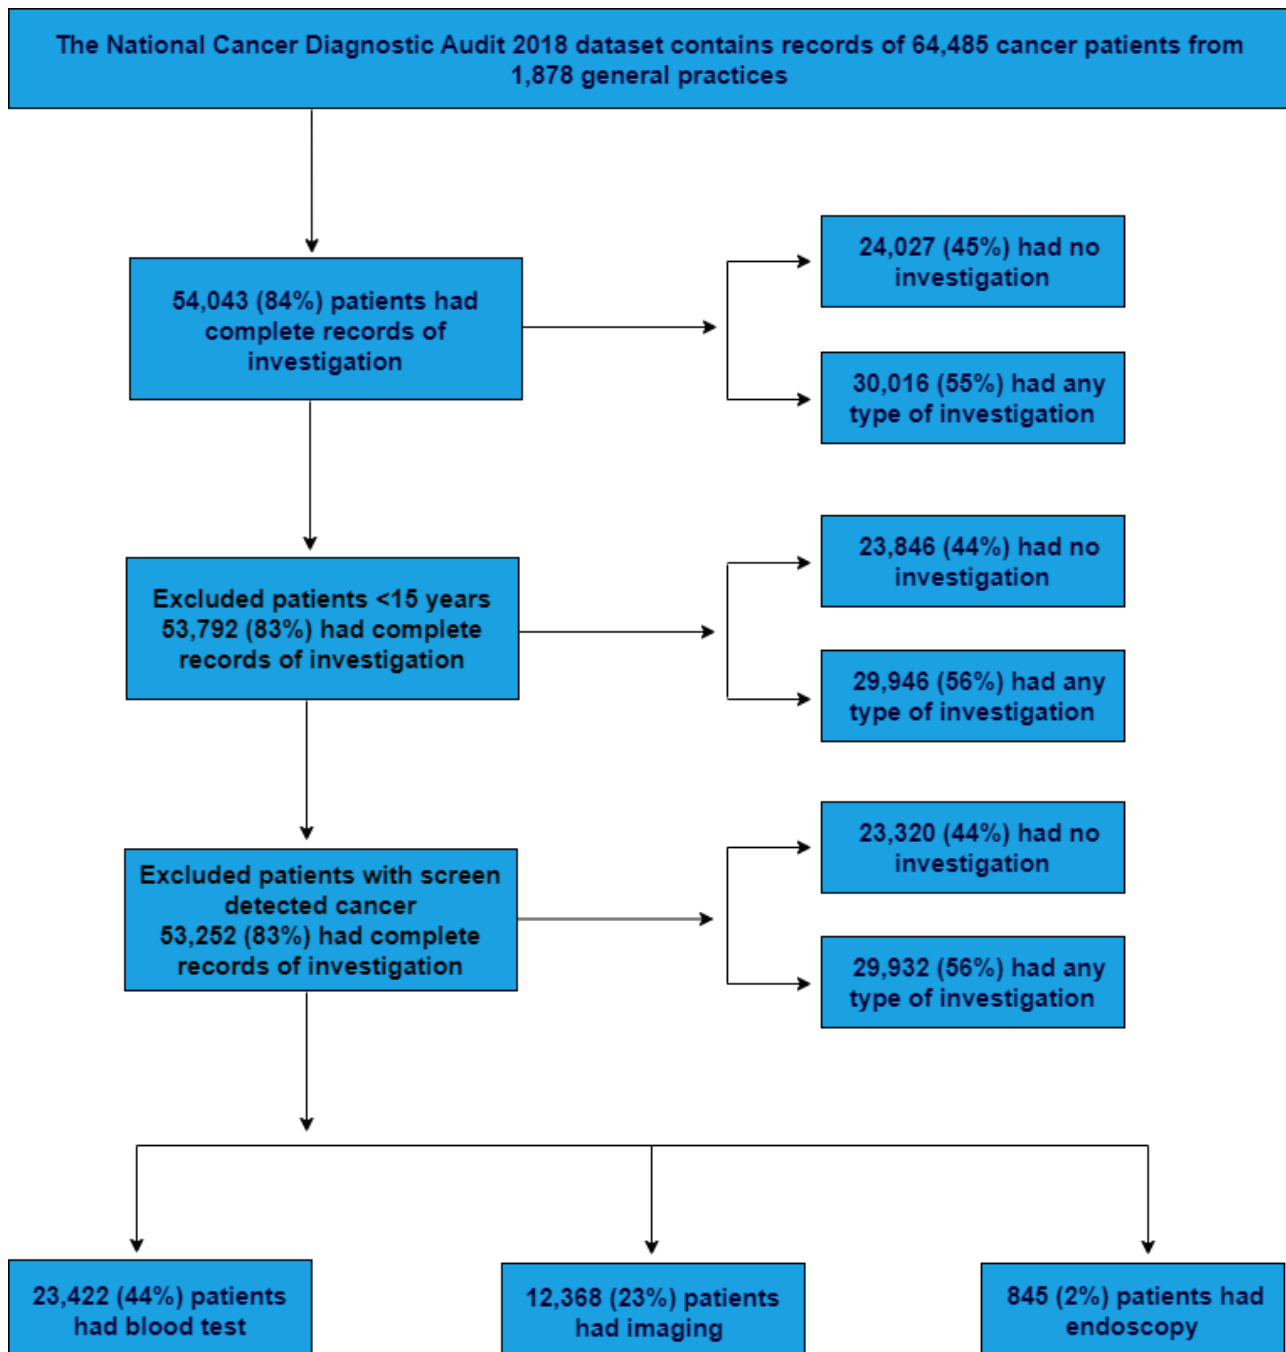 The National Cancer Diagnostic Audit 2018 dataset contains records of 64,485 cancer patients from
1,878 general practices
54,043 (84%) patients had
complete records of
investigation
24,027 (45%) had no
investigation
30,016 (55%) had any
type of investigation
Excluded patients <15 years
53,792 (83%) had complete
records of investigation
23,846 (44%) had no
investigation
29,946 (56%) had any
type of investigation
Excluded patients with screen
detected cancer
53,252 (83%) had complete
records of investigation
23,320 (44%) had no
investigation
29,932 (56%) had any
type of investigation
23,422 (44%) patients
had blood test
12,368 (23%) patients
had imaging
845 (2%) patients had
endoscopy